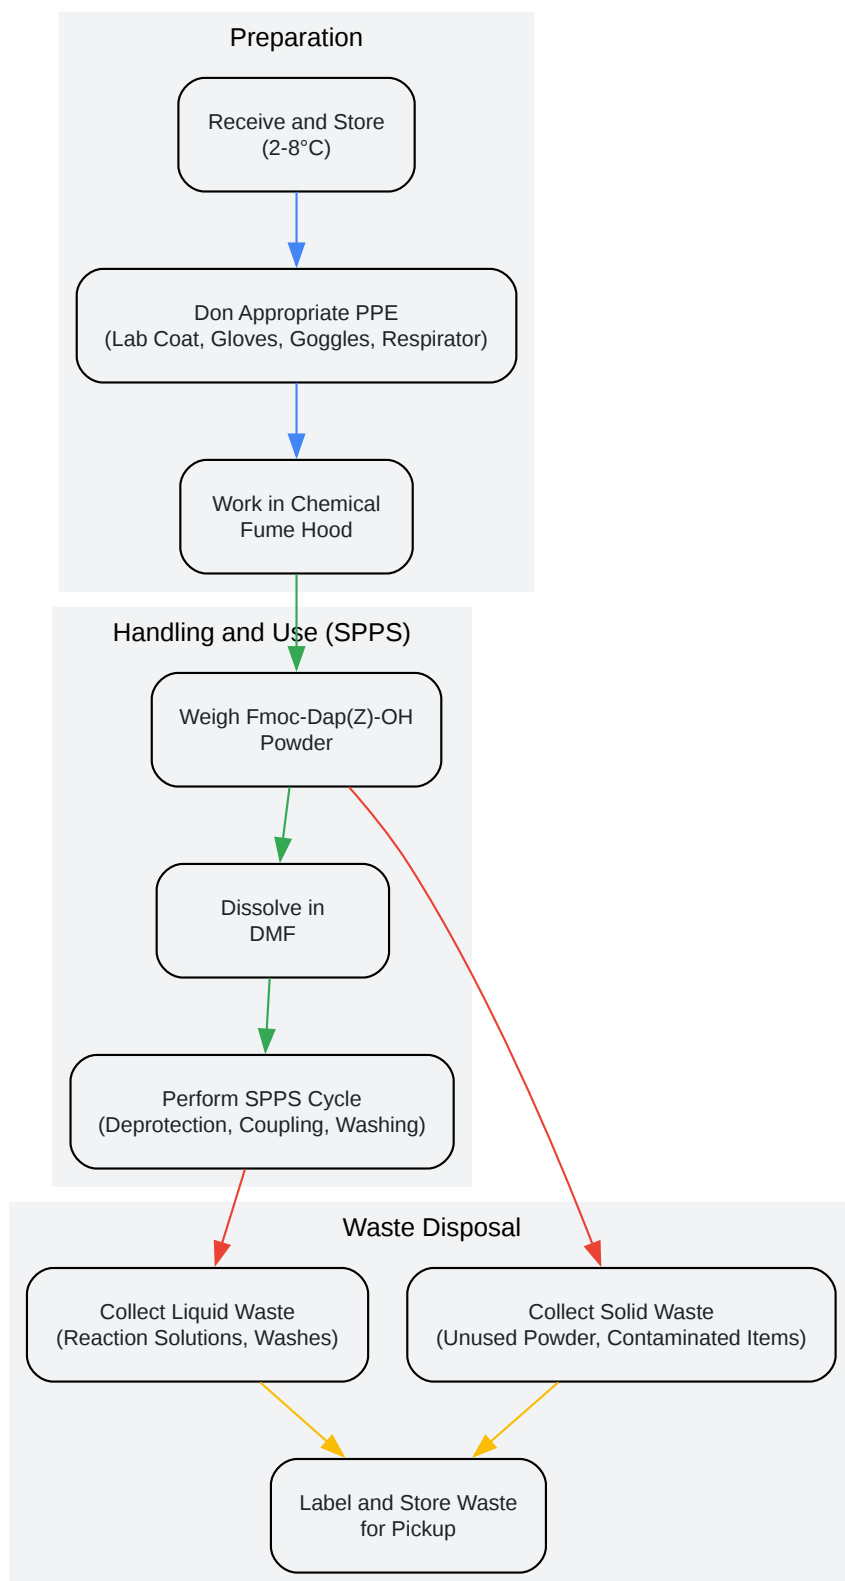 Preparation
Receive and Store
(2-8°C)
Don Appropriate PPE
(Lab Coat, Gloves, Goggles, Respirator)
Work in Chemical
Fume Hood
Handling and Use (SPPS)
Weigh Fmoc-Dap(Z)-OH
Powder
Dissolve in
DMF
Perform SPPS Cycle
(Deprotection, Coupling, Washing)
Waste Disposal
Collect Liquid Waste
(Reaction Solutions, Washes)
Collect Solid Waste
(Unused Powder, Contaminated Items)
Label and Store Waste
for Pickup